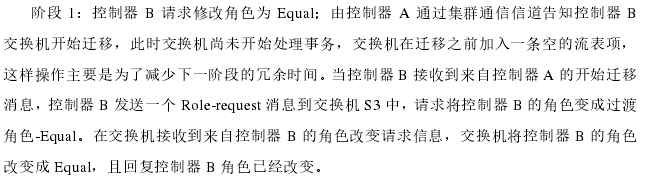 阶段 1：控制器 B 请求修改角色为 Equal；由控制器 A 通过集群通信信道告知控制器 B
交换机开始迁移，此时交换机尚未开始处理事务，交换机在迁移之前加入一条空的流表项，
这样操作主要是为了减少下一阶段的冗余时间。当控制器 B 接收到来自控制器 A 的开始迁移
消息，控制器 B 发送一个 Role-request 消息到交换机 S3 中，请求将控制器 B 的角色变成过渡
角色-Equal。在交换机接收到来自控制器 B 的角色改变请求信息，交换机将控制器 B 的角色
改变成 Equal，且回复控制器 B 角色已经改变。